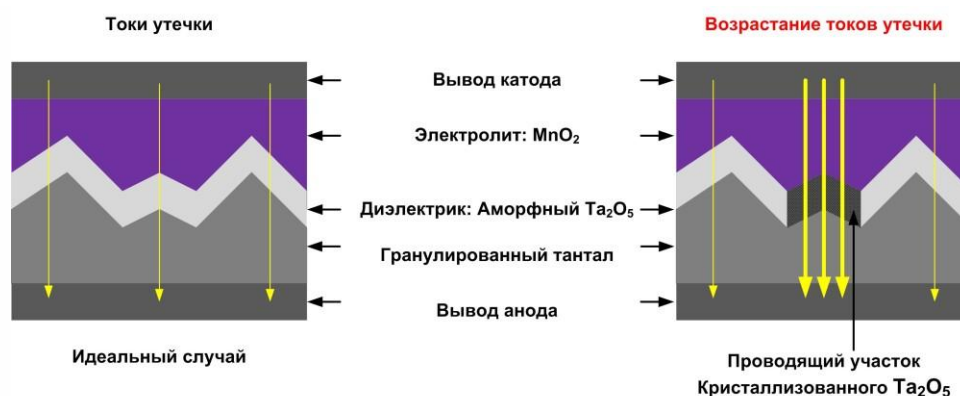 Токи утечки
Возрастание токов утечки
Вывод катода
Электролит: MnO₂
Диэлектрик: Аморфный Ta₂O₅
Гранулированный тантал
Вывод анода
Идеальный случай
Проводящий участок
Кристаллизованного Ta₂O₅